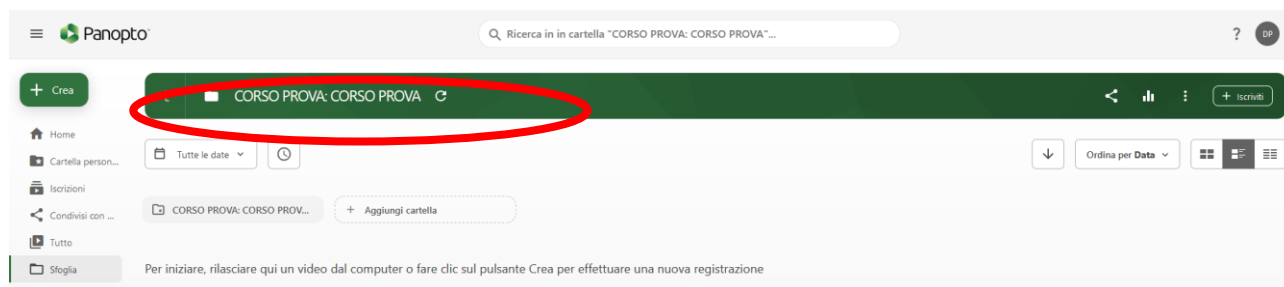 Panopto
Ricerca in in cartella "CORSO PROVA: CORSO PROVA"...
?
DP
+ Crea
CORSO PROVA: CORSO PROVA
+ Iscriviti
Home
Cartella person...
Iscrizioni
Condivisi con ...
Tutto
Sfoglia
Tutte le date
Ordina per Data
CORSO PROVA: CORSO PROV...
+ Aggiungi cartella
Per iniziare, rilasciare qui un video dal computer o fare clic sul pulsante Crea per effettuare una nuova registrazione